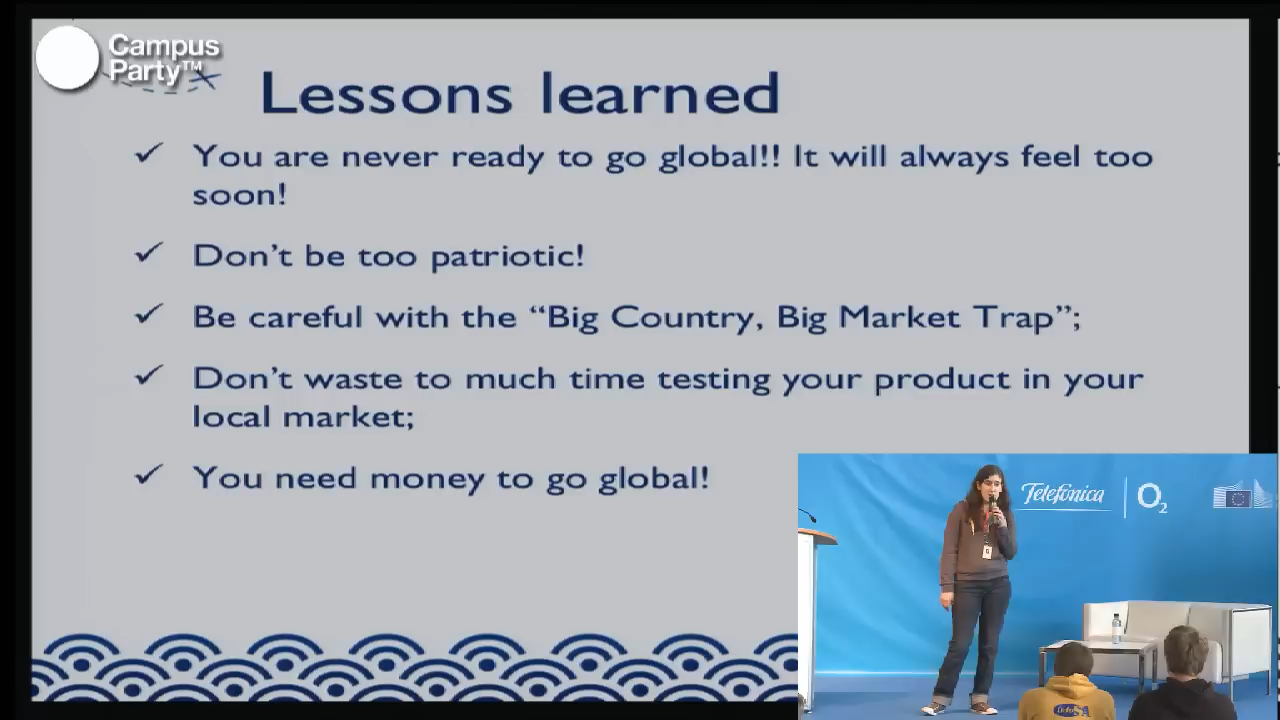 Campus
Party™
Lessons learned
You are never ready to go global!! It will always feel too
soon!
Don't be too patriotic!
Be careful with the “Big Country, Big Market Trap”;
Don't waste to much time testing your product in your
local market;
You need money to go global!
Telefónica
O2